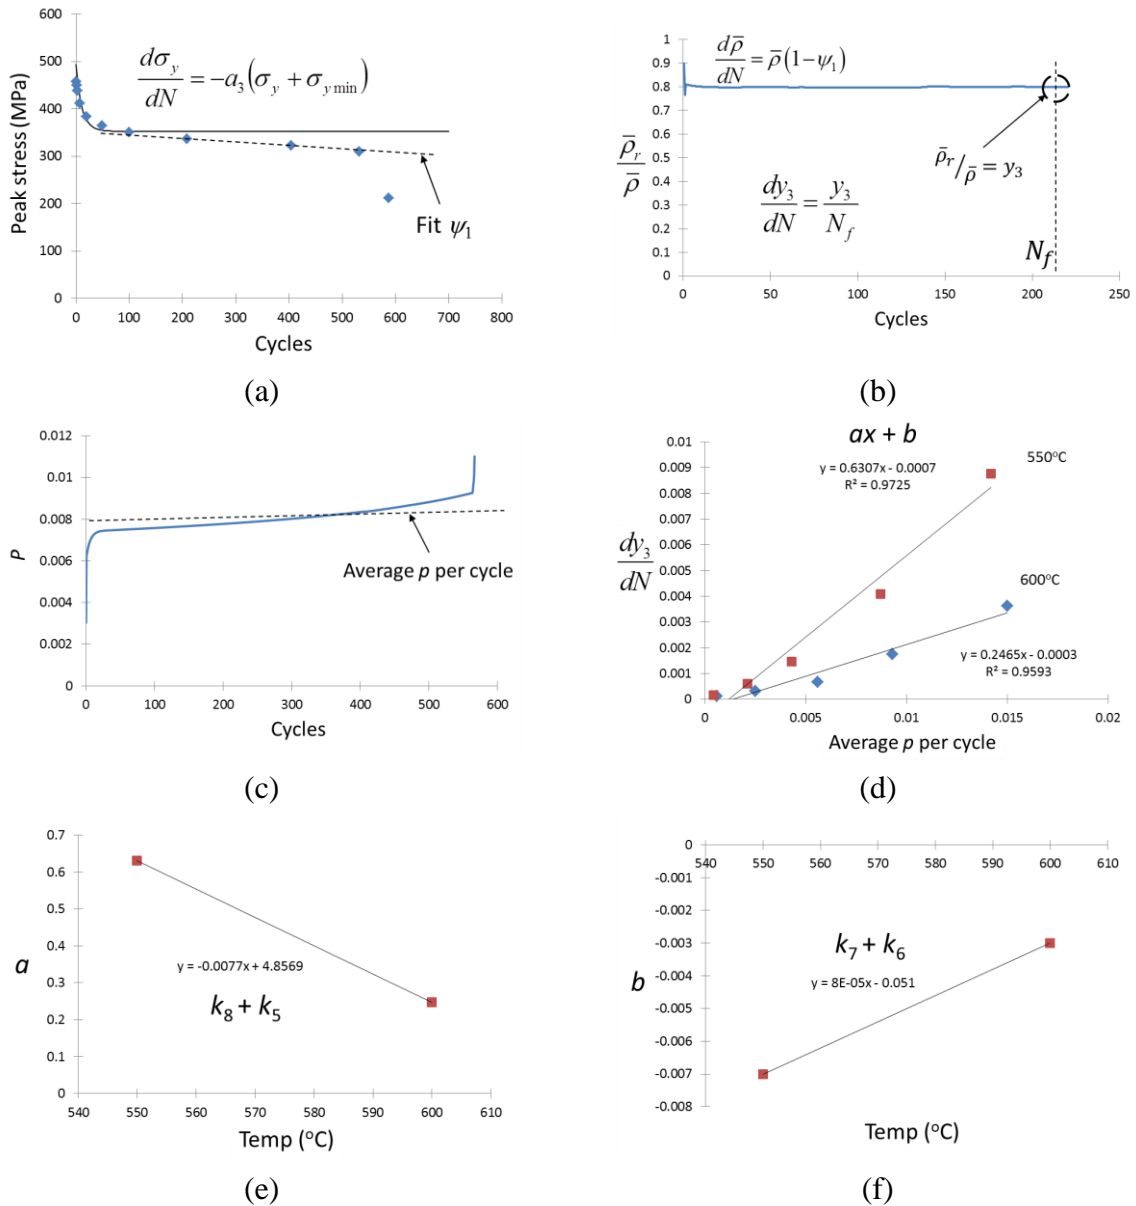 600
500
400
300
200
100
0
Peak stress (MPa)
dσ_y/dN = −a₃(σ_y + σ_y min)
Fit ψ₁
0 100 200 300 400 500 600 700 800
Cycles
(a)
1
0.9
0.8
0.7
0.6
0.5
0.4
0.3
0.2
0.1
0
ρ̄_r/ρ̄
dρ̄/dN = ρ̄(1−ψ₁)
ρ̄_r/ρ̄ = y₃
dy₃/dN = y₃/N_f
N_f
0 50 100 150 200 250
Cycles
(b)
0.012
0.01
0.008
0.006
0.004
0.002
0
P
Average p per cycle
0 100 200 300 400 500 600
Cycles
(c)
0.01
0.009
0.008
0.007
0.006
0.005
0.004
0.003
0.002
0.001
0
dy₃/dN
ax + b
y = 0.6307x - 0.0007
R² = 0.9725
550°C
600°C
y = 0.2465x - 0.0003
R² = 0.9593
0 0.005 0.01 0.015 0.02
Average p per cycle
(d)
0.7
0.6
0.5
0.4
0.3
0.2
0.1
0
a
y = -0.0077x + 4.8569
k₈ + k₅
540 550 560 570 580 590 600 610
Temp (°C)
(e)
0
-0.001
-0.002
-0.003
-0.004
-0.005
-0.006
-0.007
-0.008
540 550 560 570 580 590 600 610
b
k₇ + k₆
y = 8E-05x - 0.051
Temp (°C)
(f)